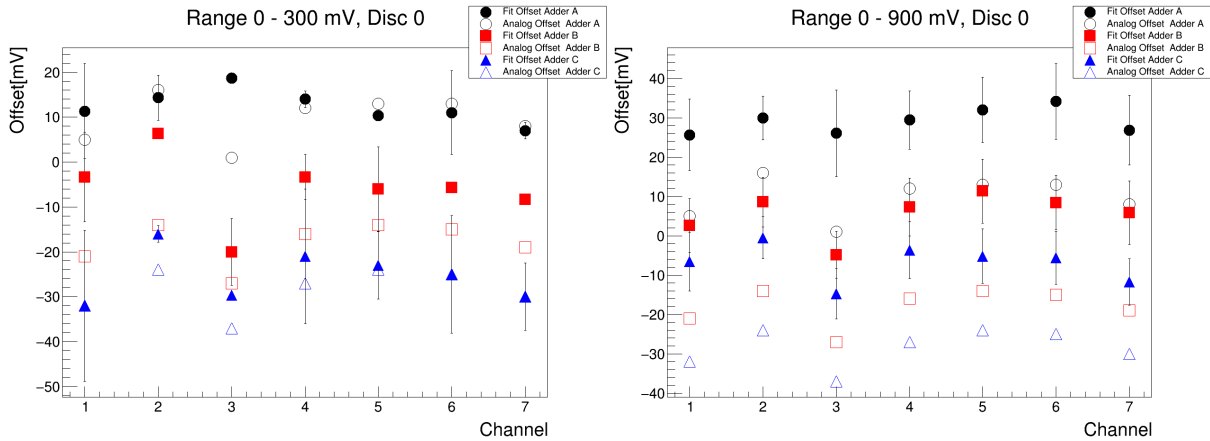 Range 0 - 300 mV, Disc 0
Fit Offset Adder A
Analog Offset Adder A
Fit Offset Adder B
Analog Offset Adder B
Fit Offset Adder C
Analog Offset Adder C
Offset[mV]
20
10
0
−10
−20
−30
−40
−50
1 2 3 4 5 6 7
Channel
Range 0 - 900 mV, Disc 0
Fit Offset Adder A
Analog Offset Adder A
Fit Offset Adder B
Analog Offset Adder B
Fit Offset Adder C
Analog Offset Adder C
Offset[mV]
40
30
20
10
0
−10
−20
−30
−40
1 2 3 4 5 6 7
Channel